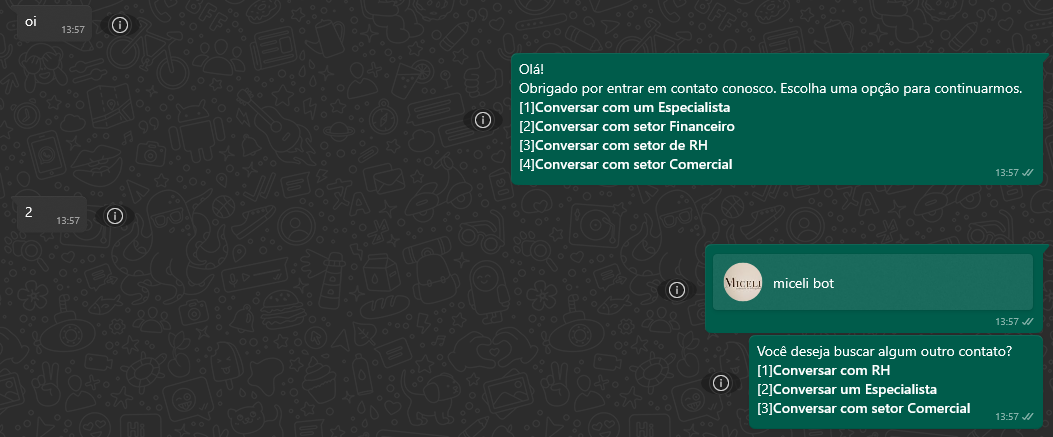 oi
13:57
Olá!
Obrigado por entrar em contato conosco. Escolha uma opção para continuarmos.
[1]Conversar com um Especialista
[2]Conversar com setor Financeiro
[3]Conversar com setor de RH
[4]Conversar com setor Comercial
13:57
2
13:57
MICELI
miceli bot
13:57
Você deseja buscar algum outro contato?
[1]Conversar com RH
[2]Conversar um Especialista
[3]Conversar com setor Comercial
13:57